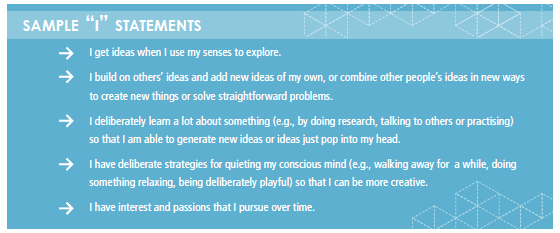 SAMPLE “I” STATEMENTS
→ I get ideas when I use my senses to explore.
→ I build on others’ ideas and add new ideas of my own, or combine other people’s ideas in new ways
to create new things or solve straightforward problems.
→ I deliberately learn a lot about something (e.g., by doing research, talking to others or practising)
so that I am able to generate new ideas or ideas just pop into my head.
→ I have deliberate strategies for quieting my conscious mind (e.g., walking away for a while, doing
something relaxing, being deliberately playful) so that I can be more creative.
→ I have interest and passions that I pursue over time.